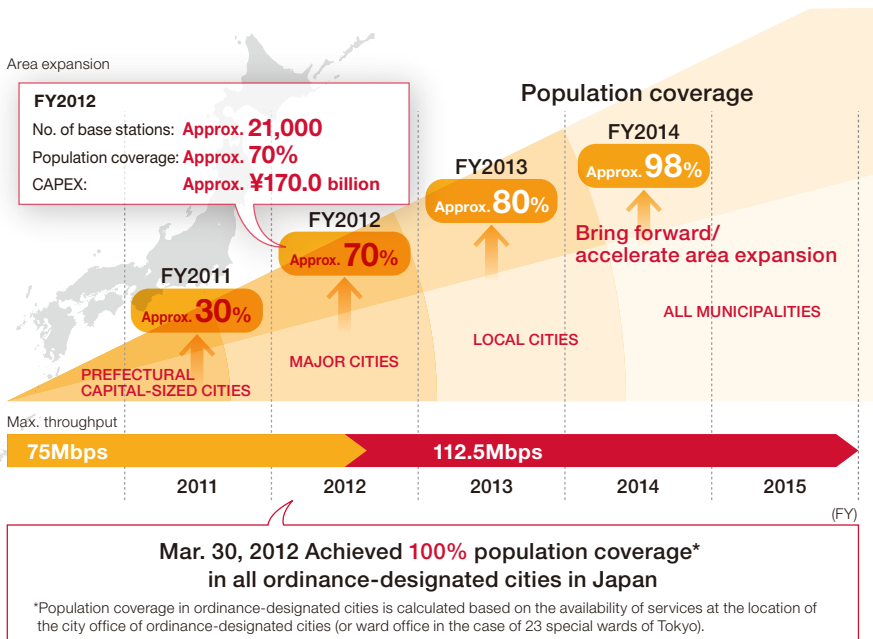 Area expansion
FY2012
No. of base stations: Approx. 21,000
Population coverage: Approx. 70%
CAPEX: Approx. ¥170.0 billion
Population coverage
FY2014
Approx. 98%
FY2013
Approx. 80%
FY2012
Approx. 70%
FY2011
Approx. 30%
Bring forward/
accelerate area expansion
ALL MUNICIPALITIES
LOCAL CITIES
MAJOR CITIES
PREFECTURAL
CAPITAL-SIZED CITIES
Max. throughput
75Mbps 112.5Mbps
2011 2012 2013 2014 2015
(FY)
Mar. 30, 2012 Achieved 100% population coverage*
in all ordinance-designated cities in Japan
*Population coverage in ordinance-designated cities is calculated based on the availability of services at the location of
the city office of ordinance-designated cities (or ward office in the case of 23 special wards of Tokyo).